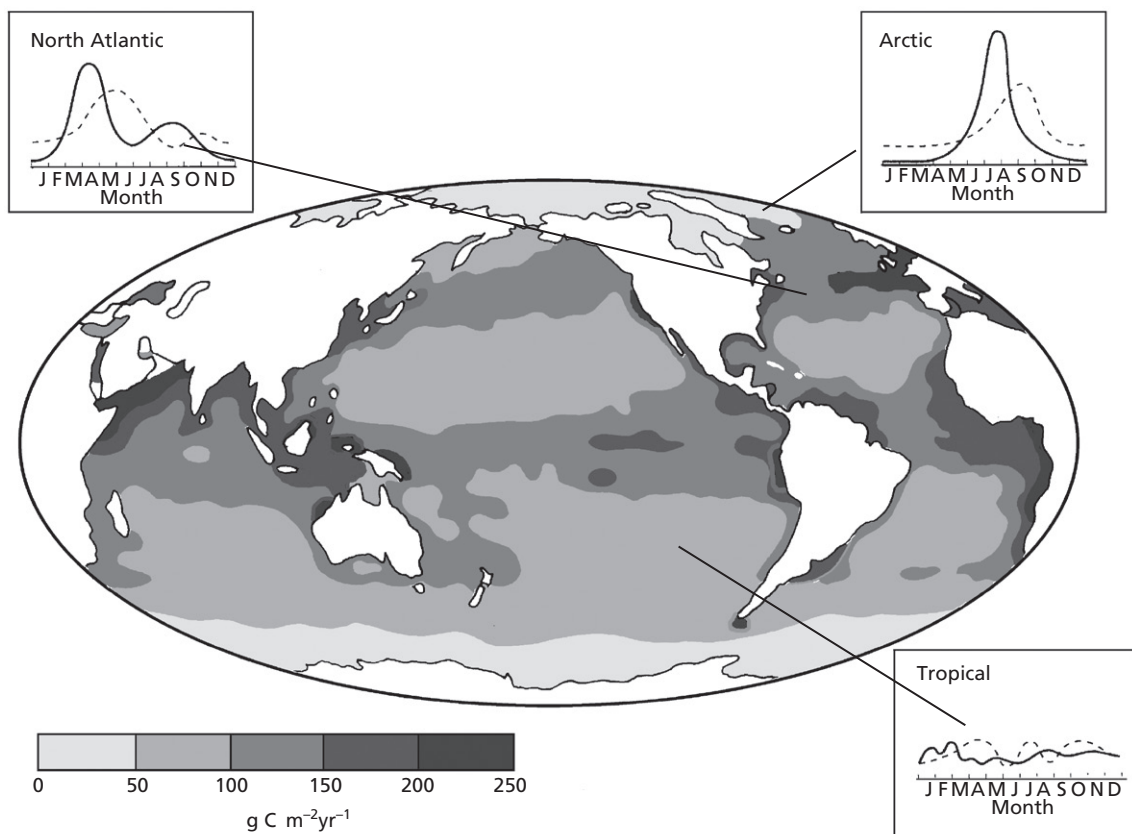 North Atlantic
J F M A M J J A S O N D
Month
Arctic
J F M A M J J A S O N D
Month
Tropical
J F M A M J J A S O N D
Month
0 50 100 150 200 250
g C m⁻²yr⁻¹